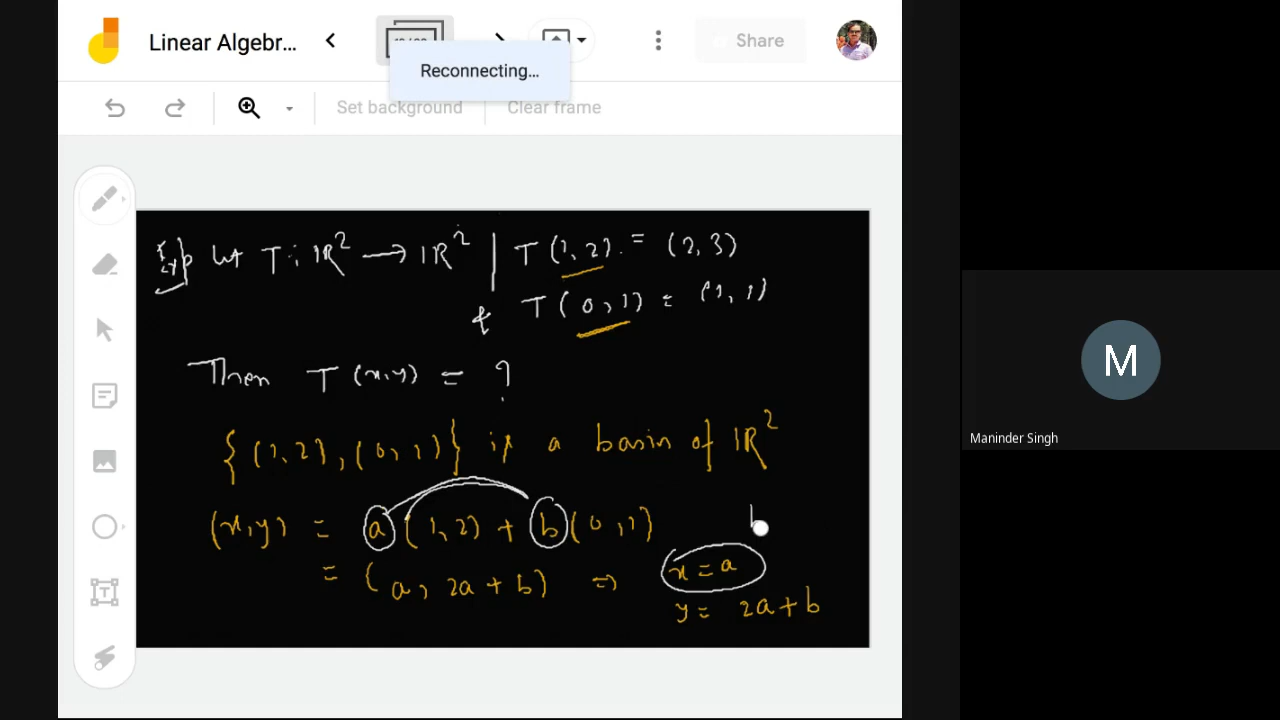 Linear Algebr...
Reconnecting...
Share
Set background
Clear frame
let T : IR² → IR² | T(1,2) = (2,3)
& T(0,1) = (1,1)
Then T(x,y) = ?
{(1,2), (0,1)} is a basis of IR²
(x,y) = a(1,2) + b(0,1)
= (a, 2a + b) ⇒ x = a
y = 2a + b
M
Maninder Singh